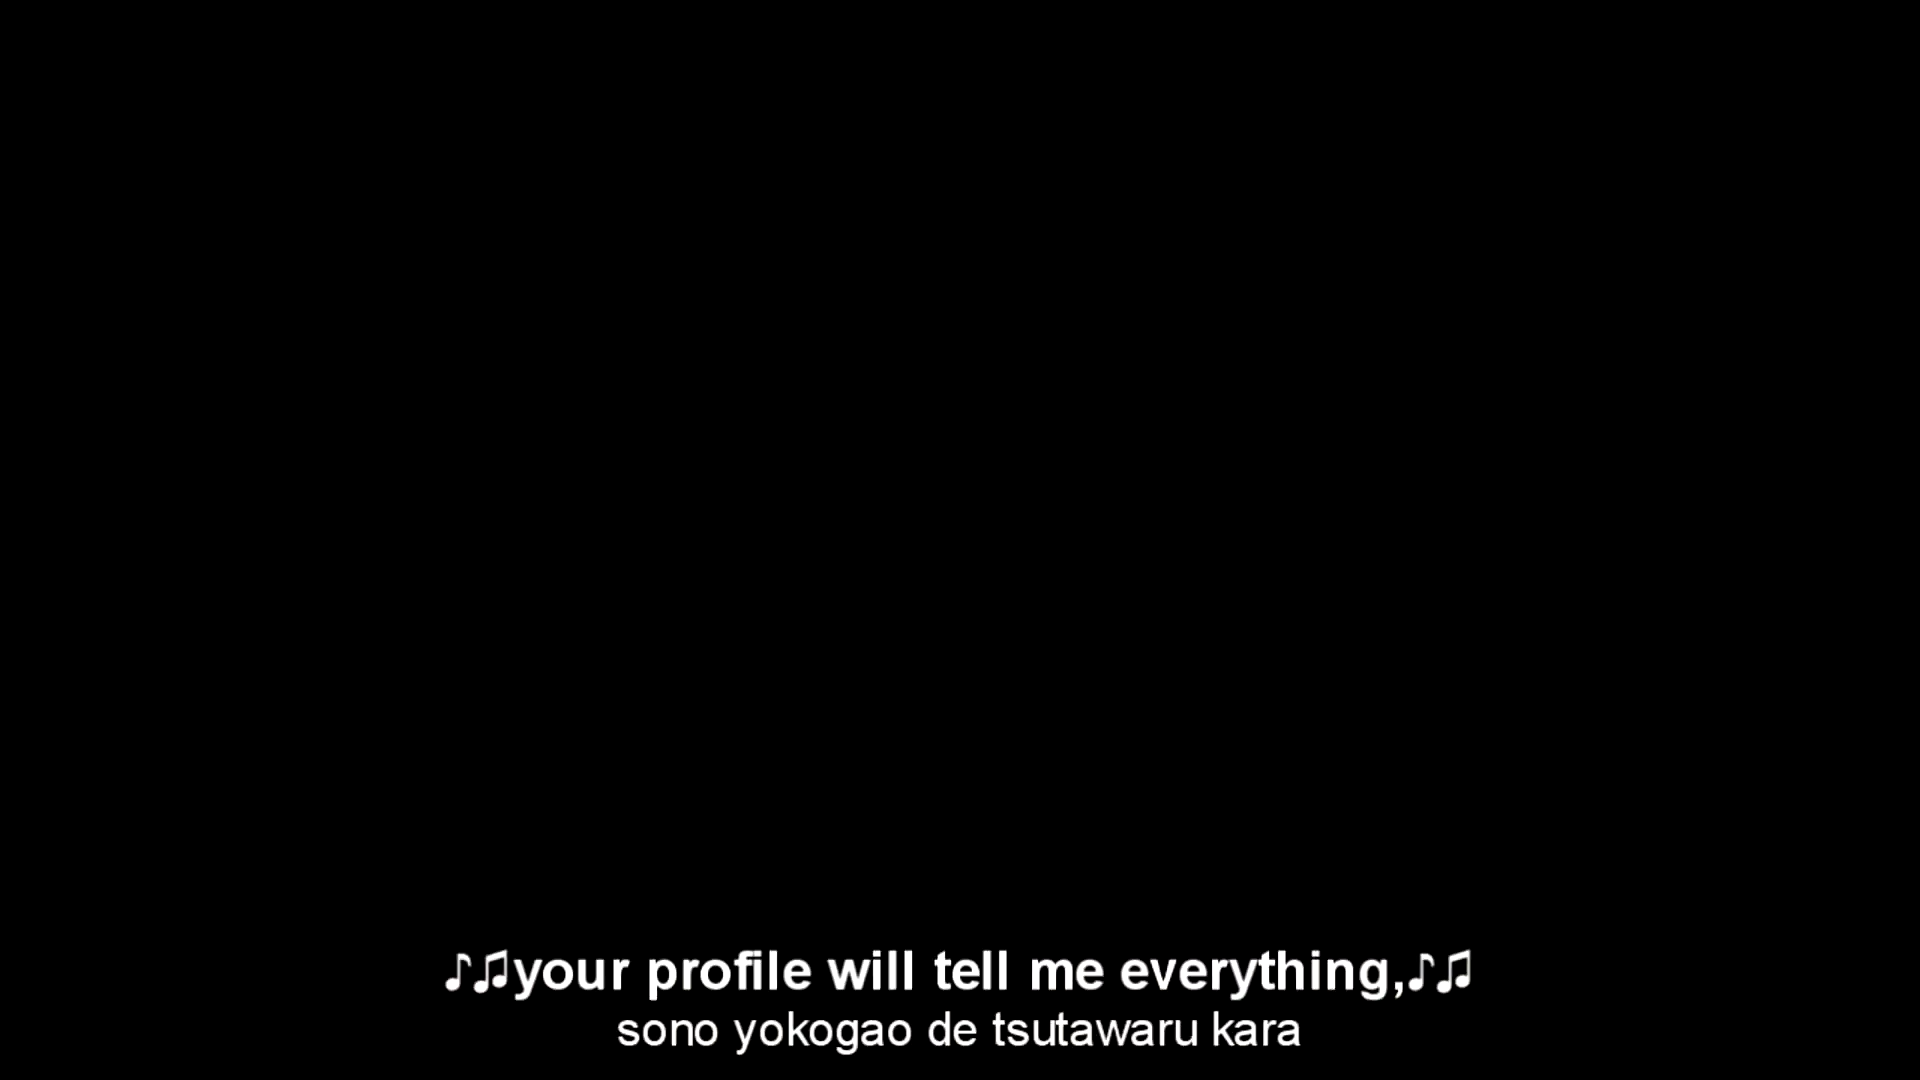 ♪♫your profile will tell me everything,♪♫
sono yokogao de tsutawaru kara